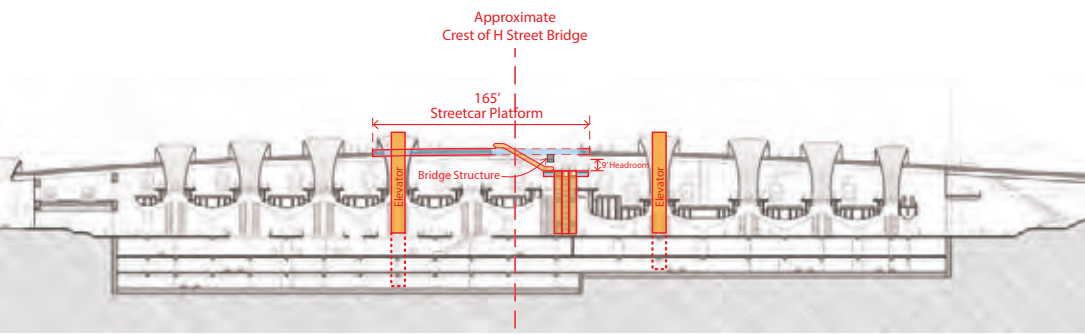 Approximate
Crest of H Street Bridge
165'
Streetcar Platform
Bridge Structure
9' Headroom
Elevator
Elevator